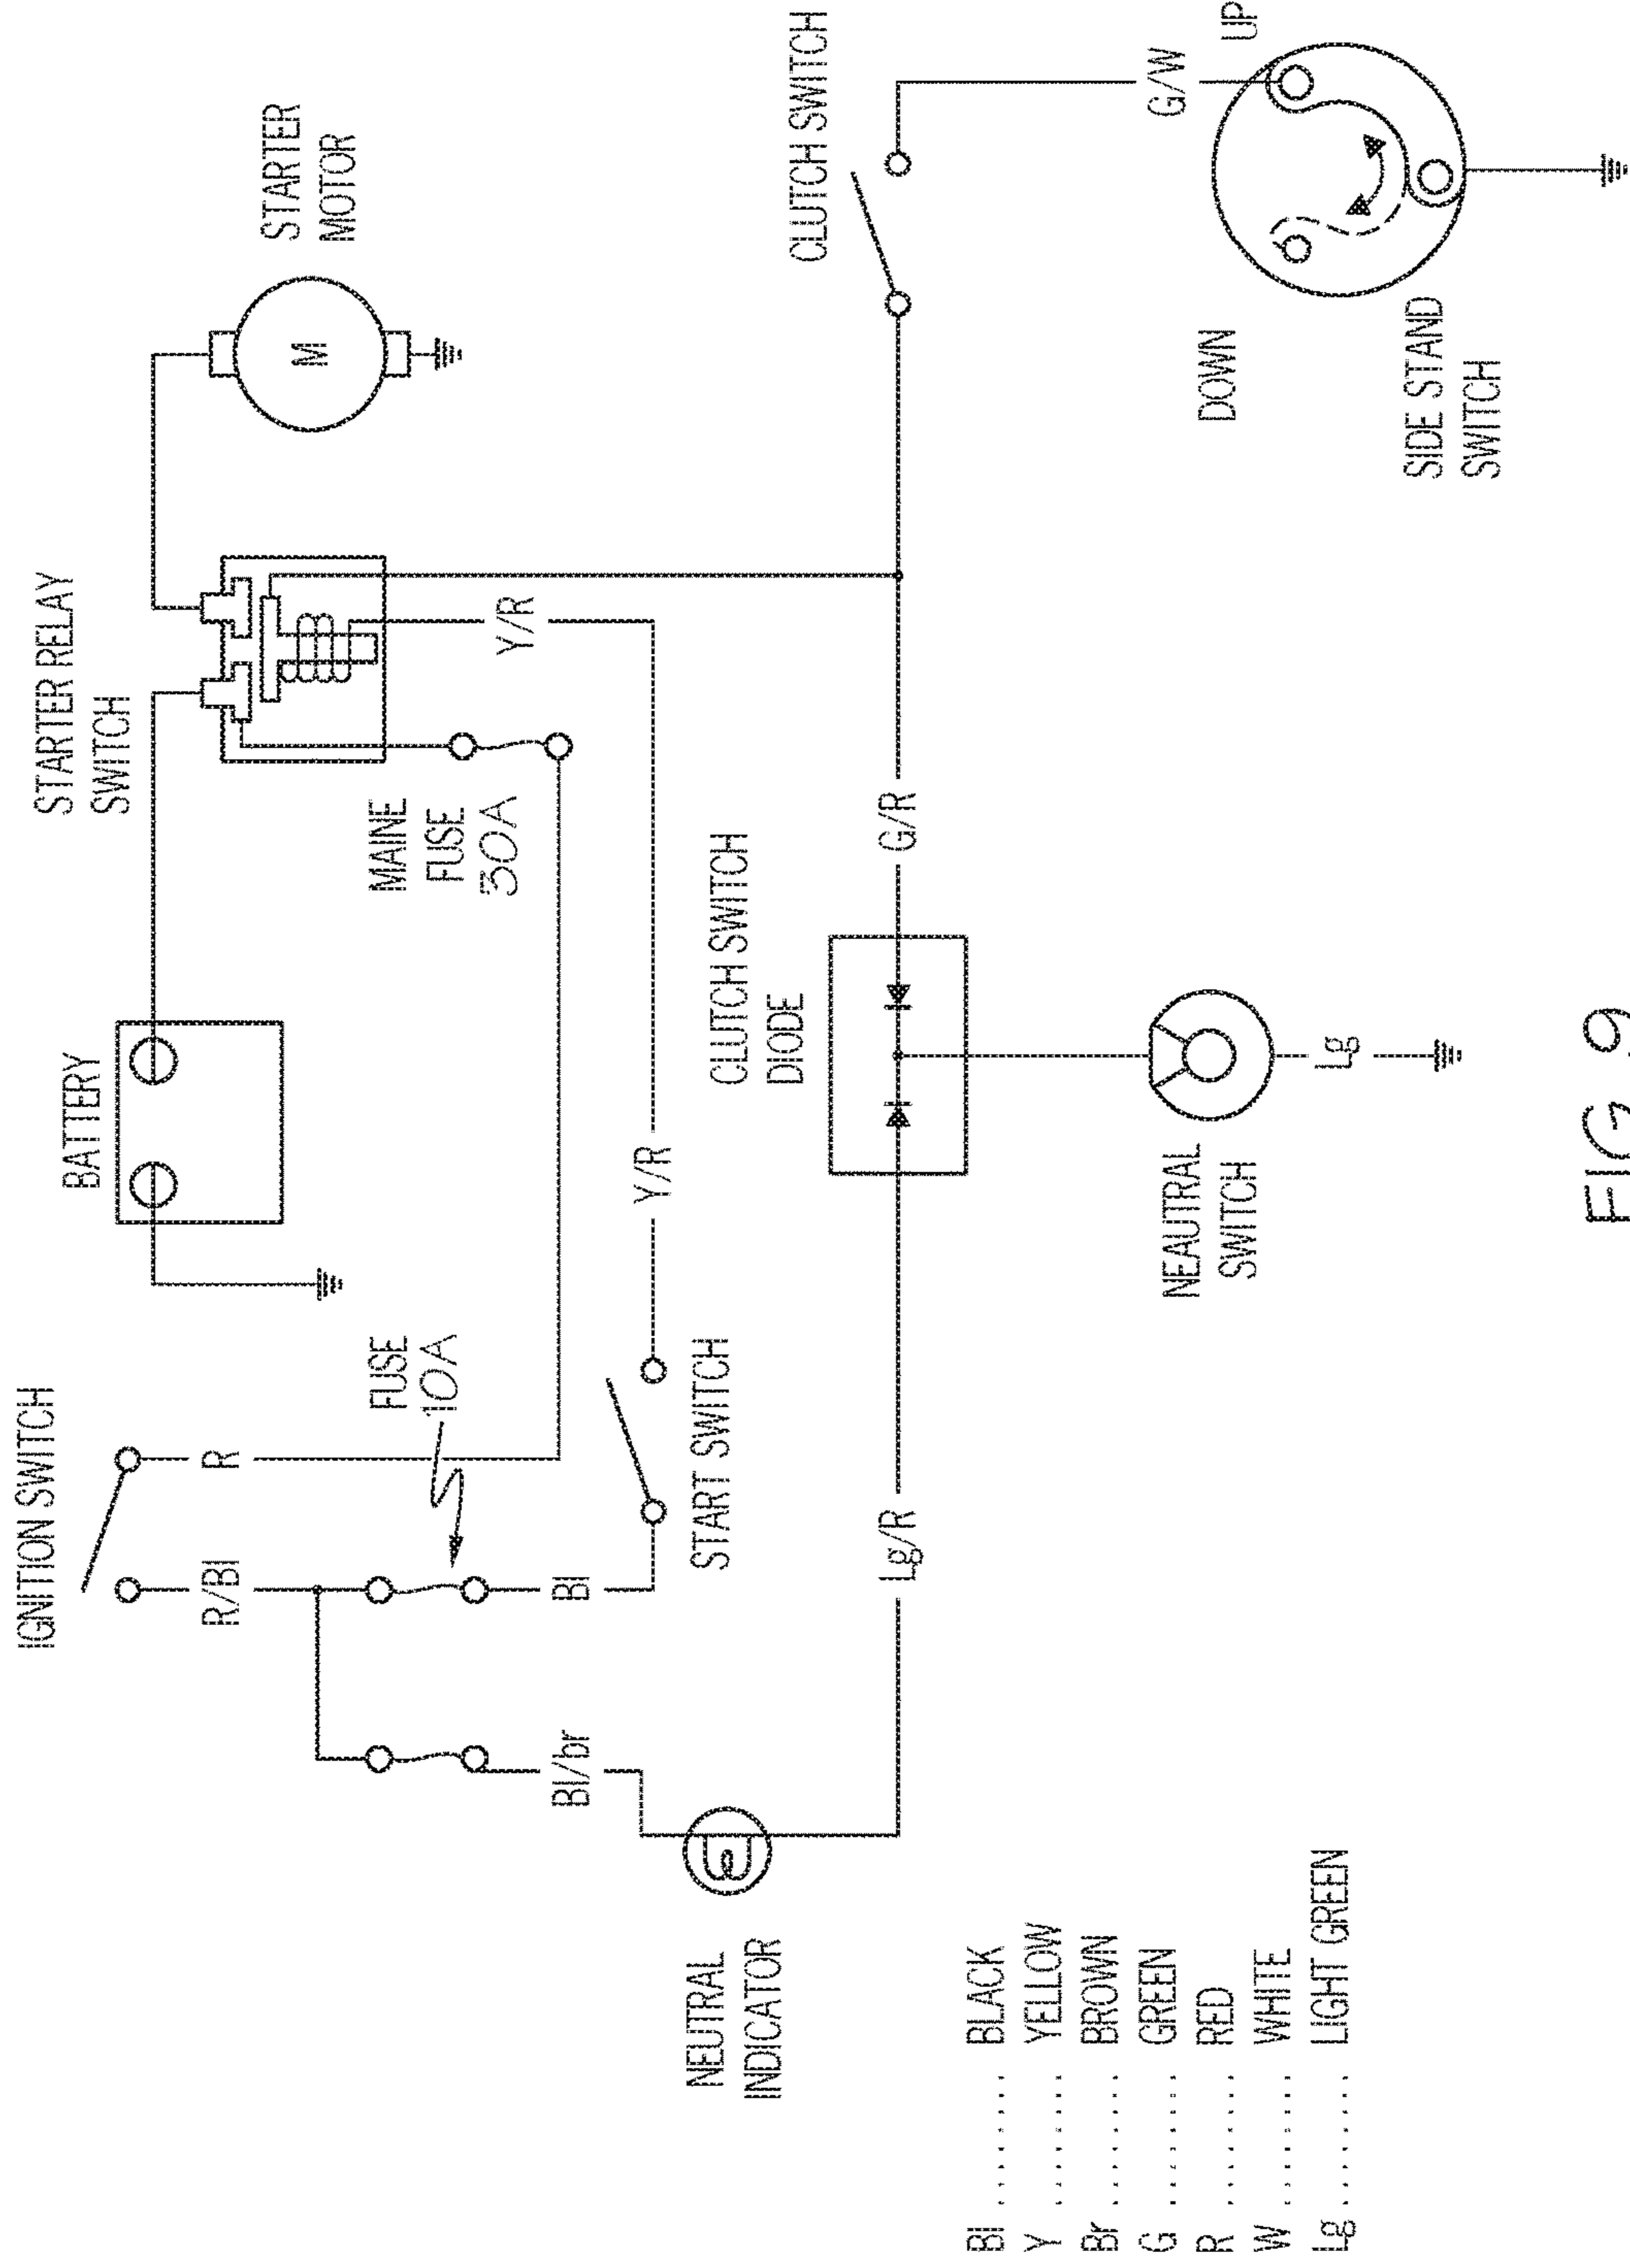 IGNITION SWITCH
R/Bl
R
FUSE
10A
Bl
Bl/br
BATTERY
STARTER RELAY
SWITCH
STARTER
MOTOR
M
MAINE
FUSE
30A
Y/R
Y/R
START SWITCH
NEUTRAL
INDICATOR
Lg/R
CLUTCH SWITCH
DIODE
G/R
CLUTCH SWITCH
G/W
UP
DOWN
SIDE STAND
SWITCH
NEAUTRAL
SWITCH
Lg
Bl ....... BLACK
Y ....... YELLOW
Br ....... BROWN
G ....... GREEN
R ....... RED
W ....... WHITE
Lg ....... LIGHT GREEN
FIG. 9